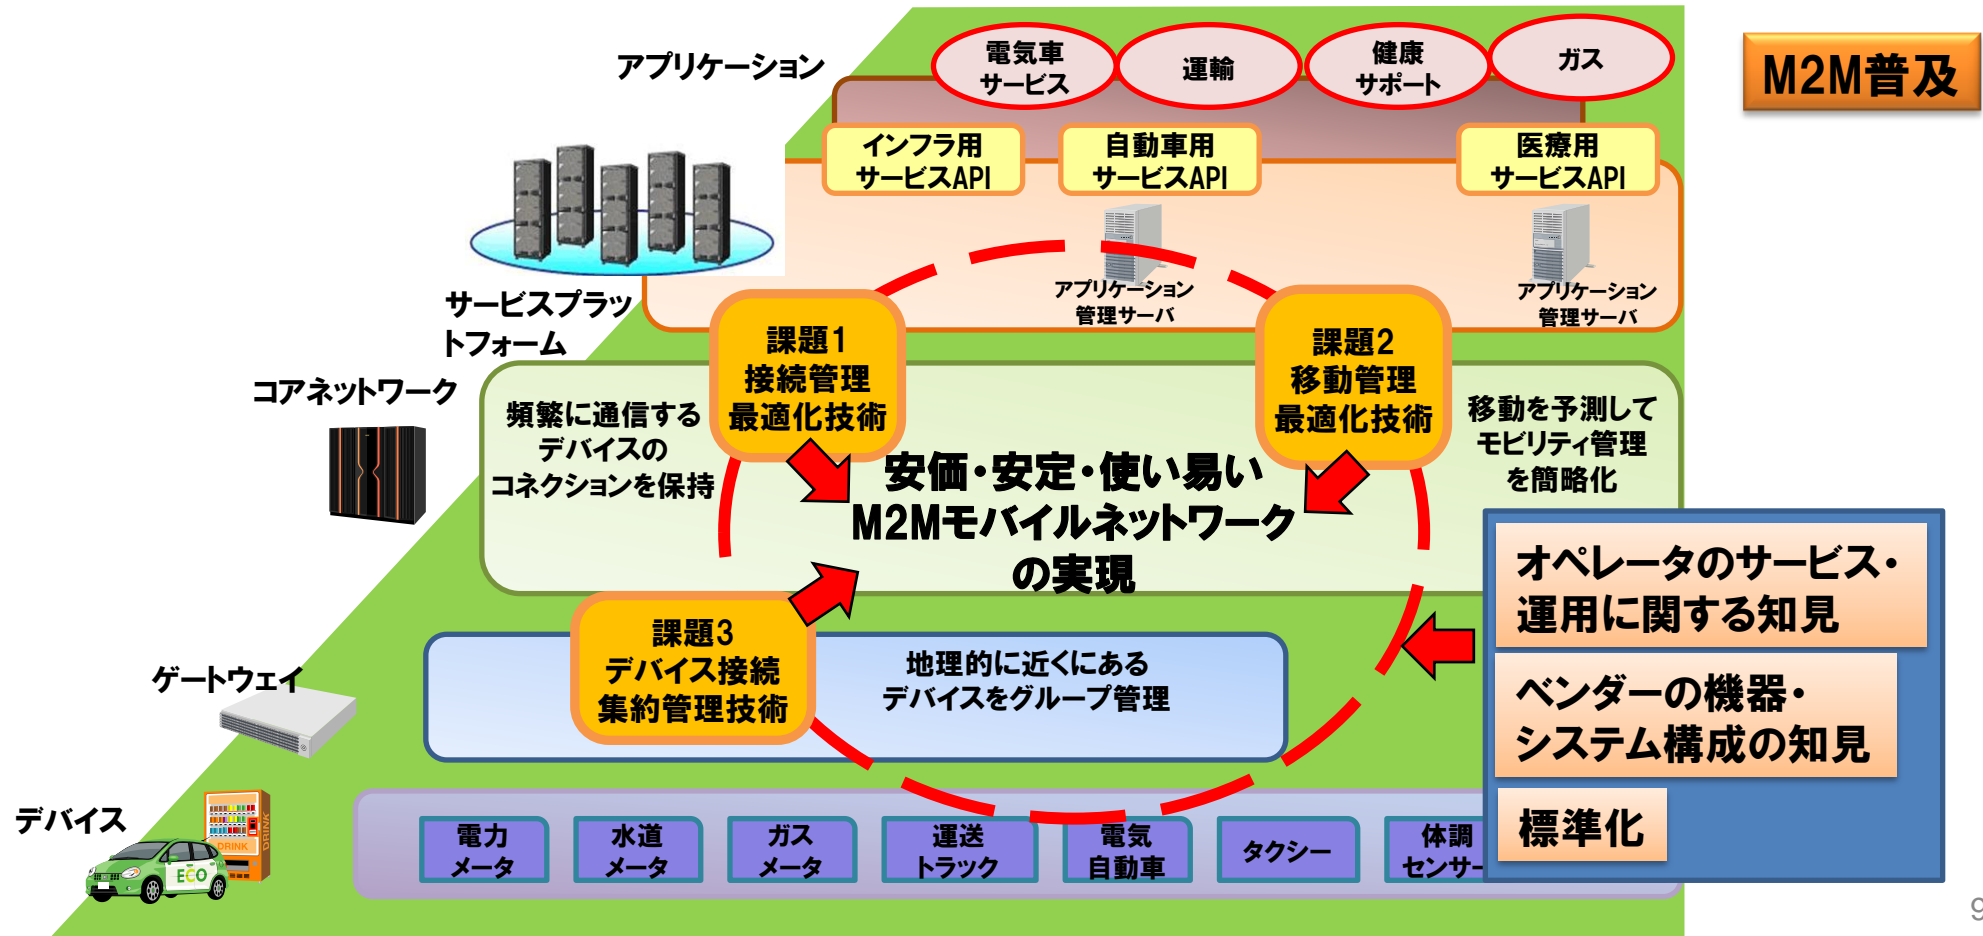 アプリケーション
電気車
サービス
運輸
健康
サポート
ガス
M2M普及
インフラ用
サービスAPI
自動車用
サービスAPI
医療用
サービスAPI
アプリケーション
管理サーバ
アプリケーション
管理サーバ
サービスプラッ
トフォーム
課題1
接続管理
最適化技術
課題2
移動管理
最適化技術
コアネットワーク
頻繁に通信する
デバイスの
コネクションを保持
移動を予測して
モビリティ管理
を簡略化
安価・安定・使い易い
M2Mモバイルネットワーク
の実現
オペレータのサービス・
運用に関する知見
ベンダーの機器・
システム構成の知見
標準化
課題3
デバイス接続
集約管理技術
地理的に近くにある
デバイスをグループ管理
ゲートウェイ
デバイス
DRINK
DRINK
ECO
電力
メータ
水道
メータ
ガス
メータ
運送
トラック
電気
自動車
タクシー
体調
センサー
9